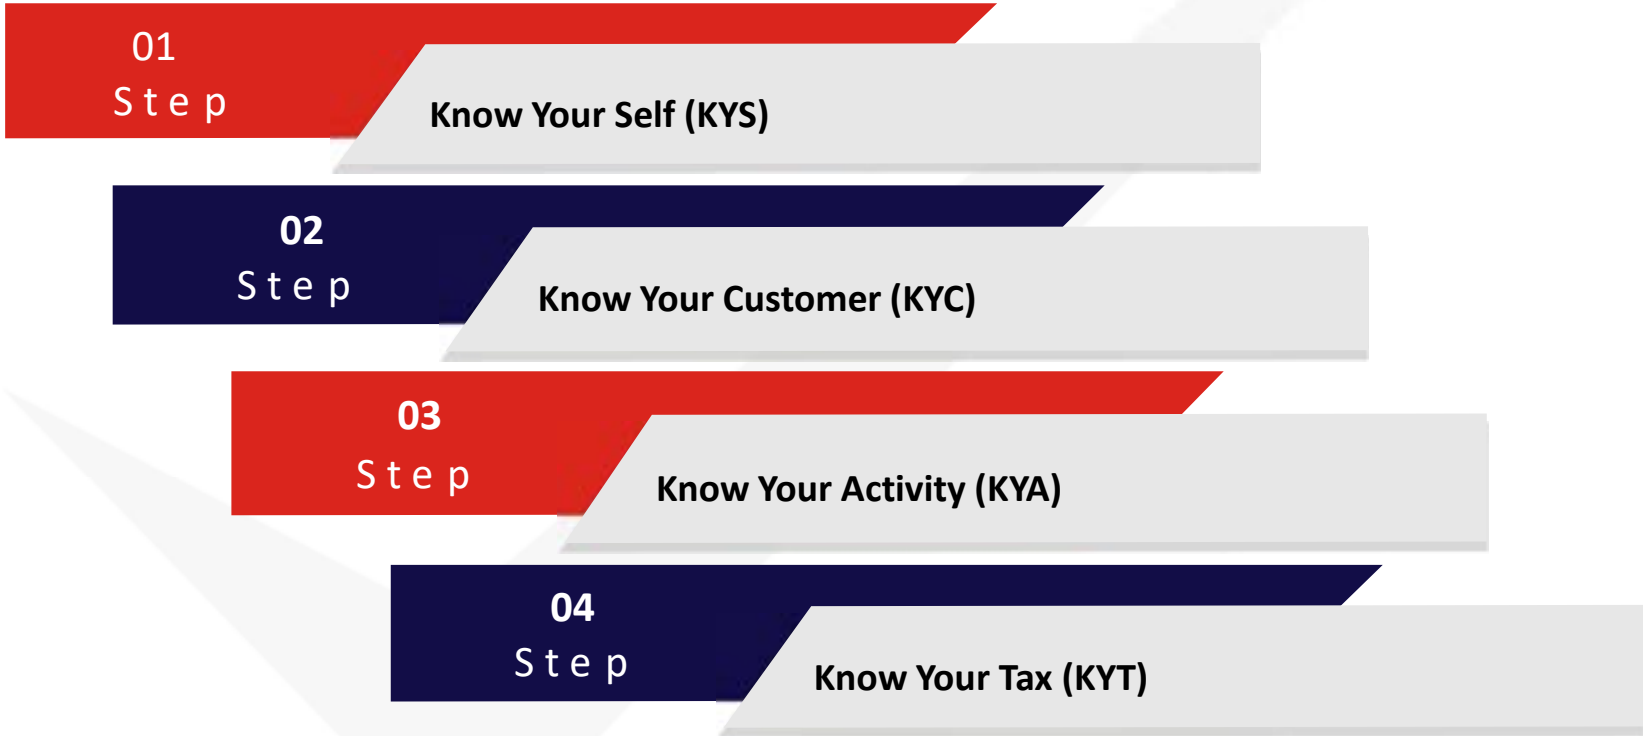 01
Step
Know Your Self (KYS)
02
Step
Know Your Customer (KYC)
03
Step
Know Your Activity (KYA)
04
Step
Know Your Tax (KYT)